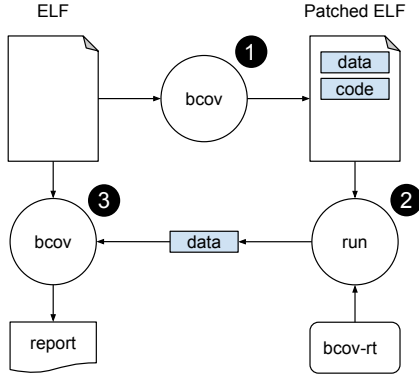 ELF
Patched ELF
1
data
code
bcov
3
2
bcov
data
run
report
bcov-rt